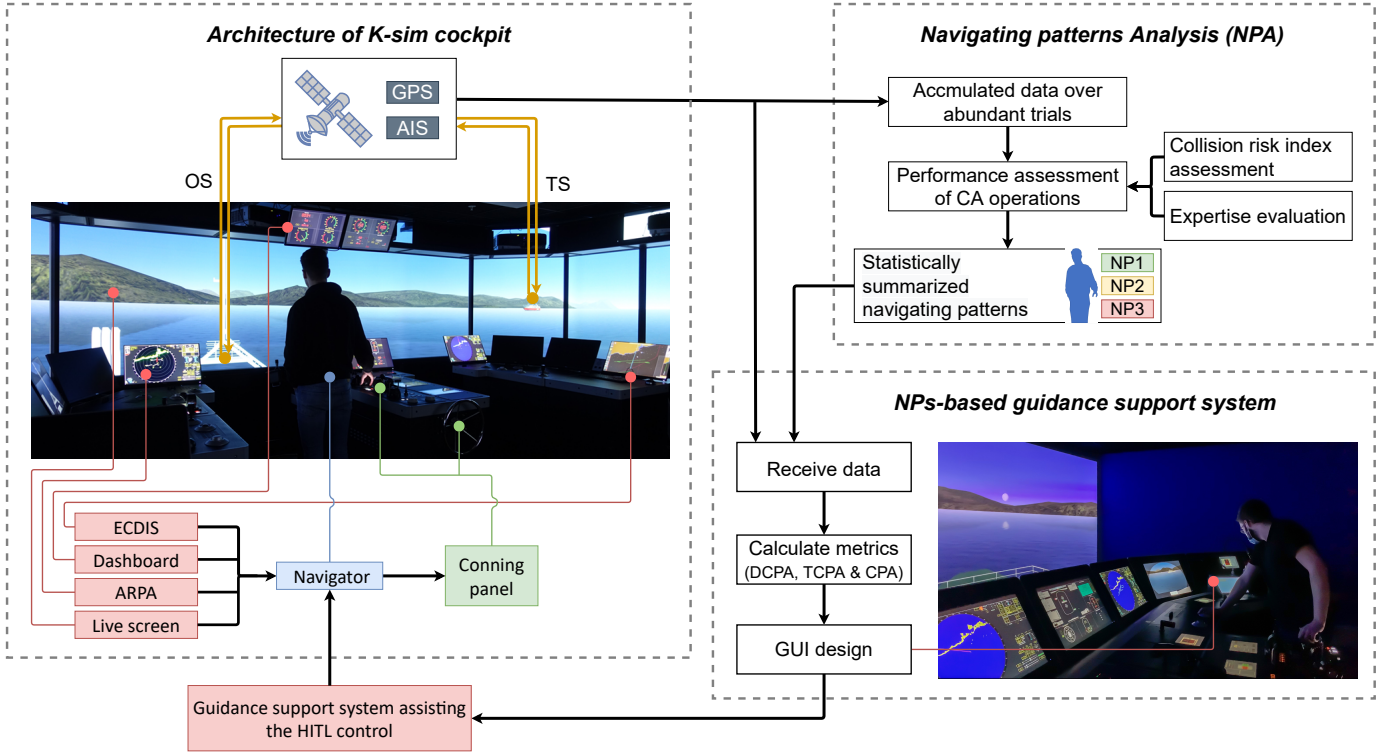 Architecture of K-sim cockpit
GPS
AIS
OS
TS
ECDIS
Dashboard
ARPA
Live screen
Navigator
Conning
panel
Guidance support system assisting
the HITL control
Navigating patterns Analysis (NPA)
Accmulated data over
abundant trials
Performance assessment
of CA operations
Collision risk index
assessment
Expertise evaluation
Statistically
summarized
navigating patterns
NP1
NP2
NP3
NPs-based guidance support system
Receive data
Calculate metrics
(DCPA, TCPA & CPA)
GUI design